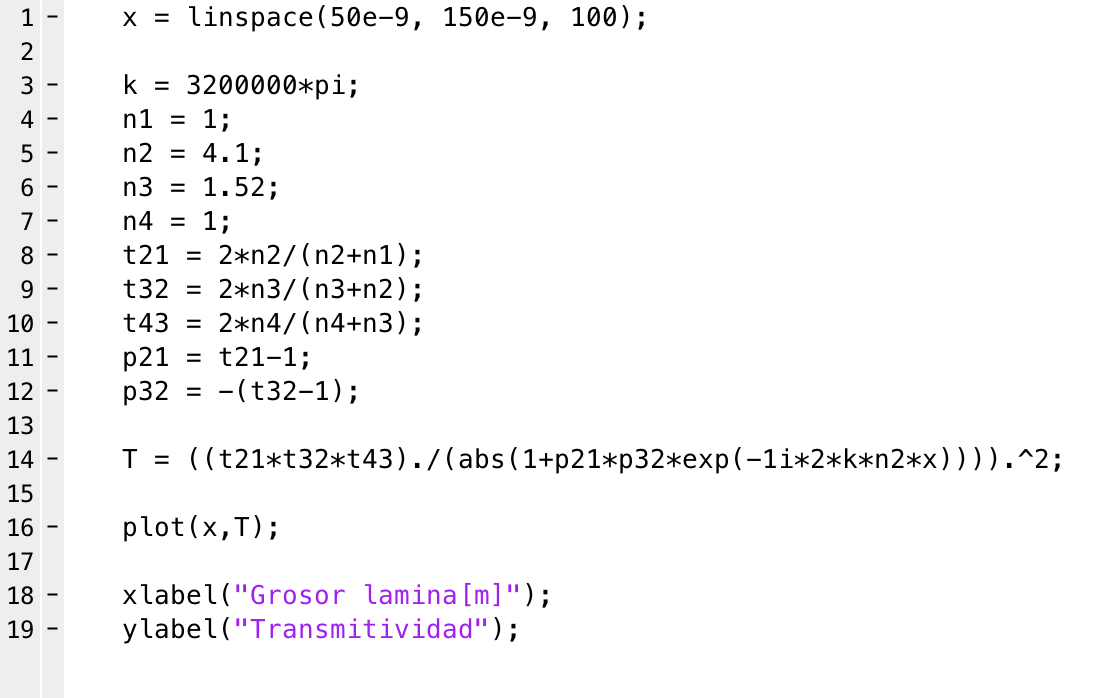 1 - x = linspace(50e-9, 150e-9, 100);
2
3 - k = 3200000*pi;
4 - n1 = 1;
5 - n2 = 4.1;
6 - n3 = 1.52;
7 - n4 = 1;
8 - t21 = 2*n2/(n2+n1);
9 - t32 = 2*n3/(n3+n2);
10 - t43 = 2*n4/(n4+n3);
11 - p21 = t21-1;
12 - p32 = -(t32-1);
13
14 - T = ((t21*t32*t43)./(abs(1+p21*p32*exp(-1i*2*k*n2*x)))).^2;
15
16 - plot(x,T);
17
18 - xlabel("Grosor lamina[m]");
19 - ylabel("Transmitividad");